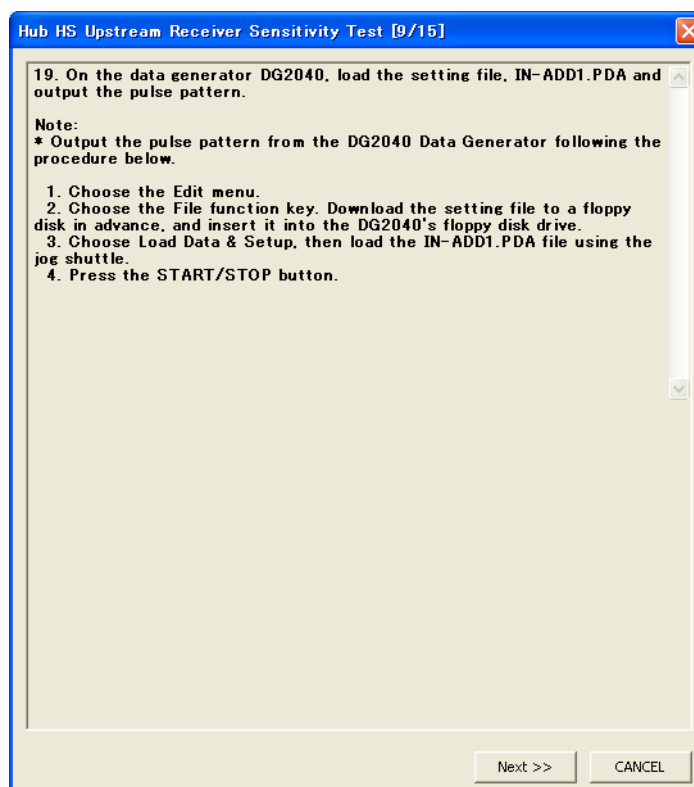 Hub HS Upstream Receiver Sensitivity Test [9/15]
19. On the data generator DG2040, load the setting file, IN-ADD1.PDA and
output the pulse pattern.
Note:
* Output the pulse pattern from the DG2040 Data Generator following the
procedure below.
1. Choose the Edit menu.
2. Choose the File function key. Download the setting file to a floppy
disk in advance, and insert it into the DG2040's floppy disk drive.
3. Choose Load Data & Setup, then load the IN-ADD1.PDA file using the
jog shuttle.
4. Press the START/STOP button.
Next >>
CANCEL